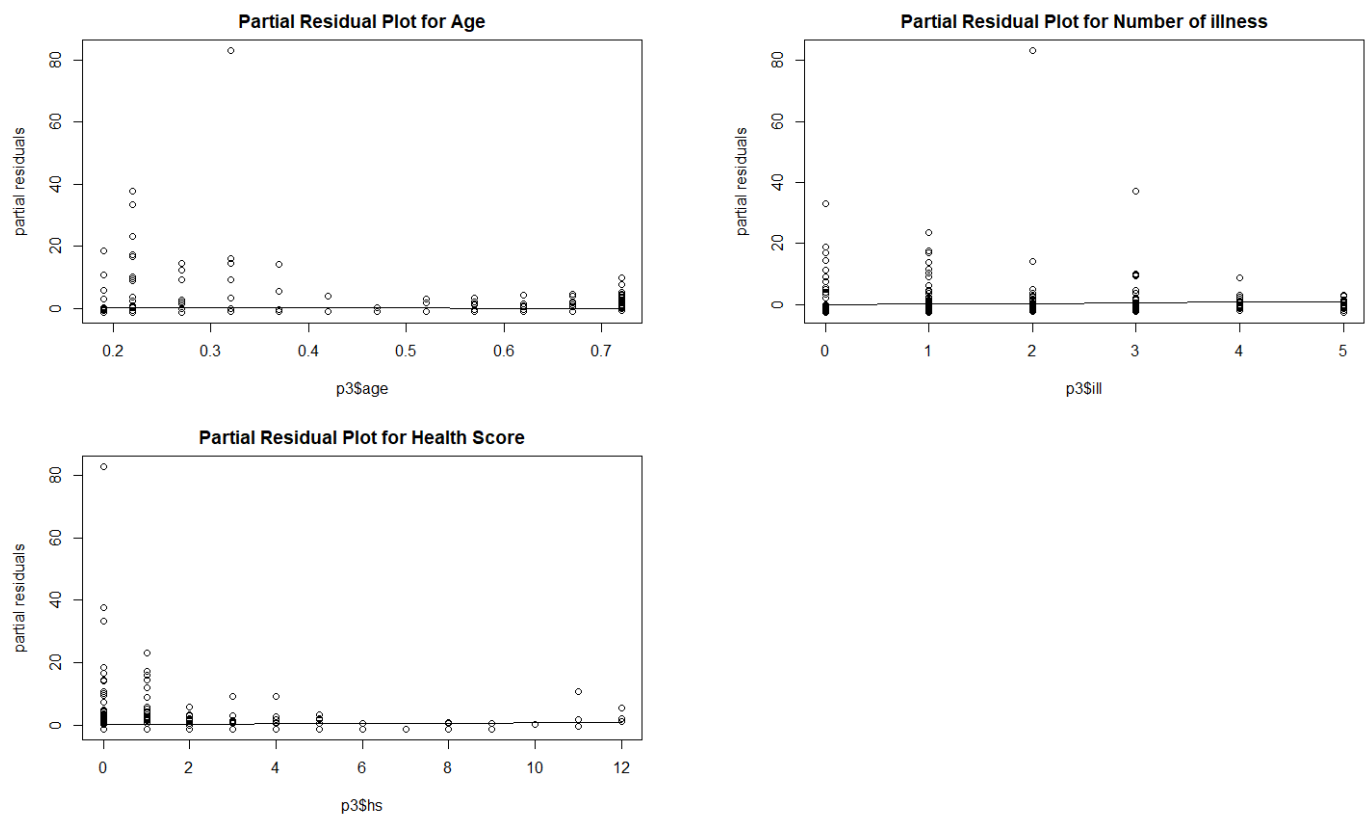 Partial Residual Plot for Age
partial residuals
0 20 40 60 80
0.2 0.3 0.4 0.5 0.6 0.7
p3$age
Partial Residual Plot for Number of illness
partial residuals
0 20 40 60 80
0 1 2 3 4 5
p3$ill
Partial Residual Plot for Health Score
partial residuals
0 20 40 60 80
0 2 4 6 8 10 12
p3$hs